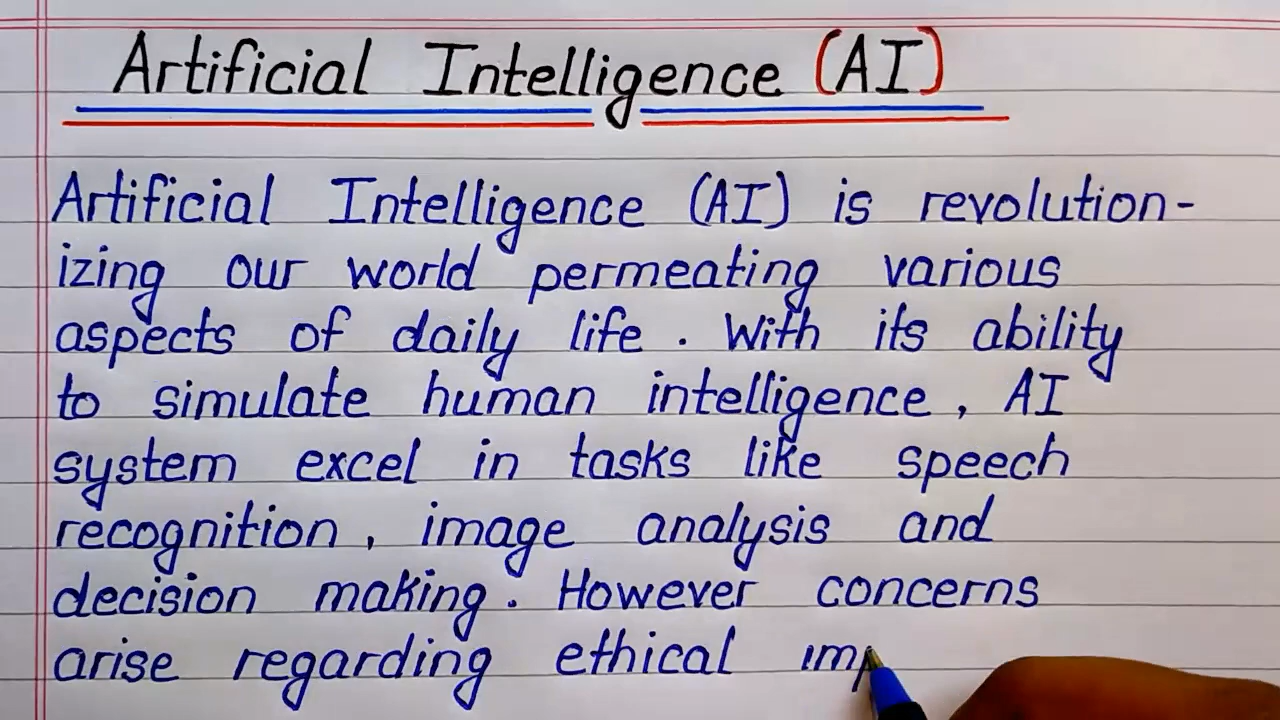 Artificial Intelligence (AI)
Artificial Intelligence (AI) is revolution-
izing our world permeating various
aspects of daily life. With its ability
to simulate human intelligence, AI
system excel in tasks like speech
recognition, image analysis and
decision making. However concerns
arise regarding ethical imp